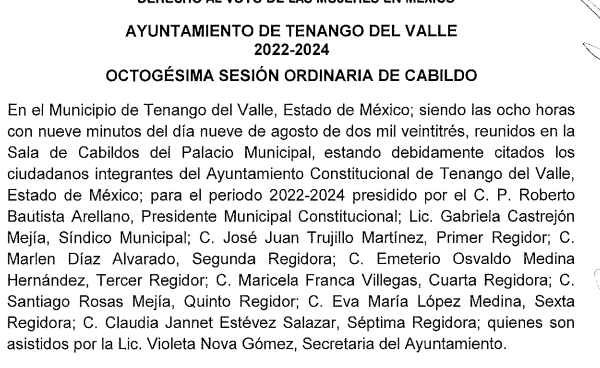 DERECHO AL VOTO DE LAS MUJERES EN MÉXICO
AYUNTAMIENTO DE TENANGO DEL VALLE
2022-2024
OCTOGÉSIMA SESIÓN ORDINARIA DE CABILDO
En el Municipio de Tenango del Valle, Estado de México; siendo las ocho horas
con nueve minutos del día nueve de agosto de dos mil veintitrés, reunidos en la
Sala de Cabildos del Palacio Municipal, estando debidamente citados los
ciudadanos integrantes del Ayuntamiento Constitucional de Tenango del Valle,
Estado de México; para el periodo 2022-2024 presidido por el C. P. Roberto
Bautista Arellano, Presidente Municipal Constitucional; Lic. Gabriela Castrejón
Mejía, Síndico Municipal; C. José Juan Trujillo Martínez, Primer Regidor; C.
Marlen Díaz Alvarado, Segunda Regidora; C. Emeterio Osvaldo Medina
Hernández, Tercer Regidor; C. Maricela Franca Villegas, Cuarta Regidora; C.
Santiago Rosas Mejía, Quinto Regidor; C. Eva María López Medina, Sexta
Regidora; C. Claudia Jannet Estévez Salazar, Séptima Regidora; quienes son
asistidos por la Lic. Violeta Nova Gómez, Secretaria del Ayuntamiento.